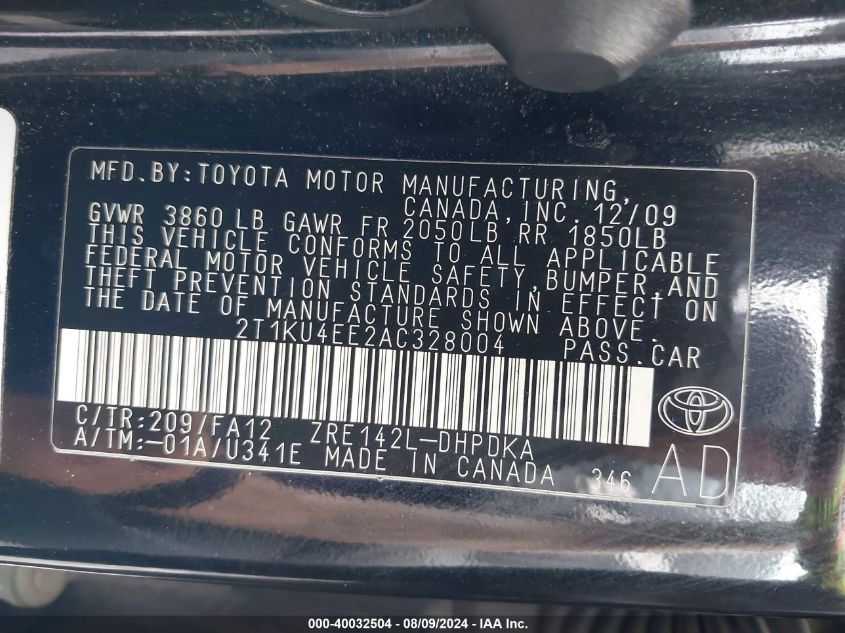 MFD.BY:TOYOTA MOTOR MANUFACTURING,
CANADA,INC. 12/09
GVWR 3860 LB GAWR FR 2050LB RR 1850LB
THIS VEHICLE CONFORMS TO ALL APPLICABLE
FEDERAL MOTOR VEHICLE SAFETY,BUMPER,AND
THEFT PREVENTION STANDARDS IN EFFECT ON
THE DATE OF MANUFACTURE SHOWN ABOVE.
2T1KU4EE2AC328004 PASS.CAR
C/TR:209/FA12 ZRE142L-DHPDKA
A/TM:-01A/U341E MADE IN CANADA 346 AD
000-40032504 - 08/09/2024 - IAA Inc.